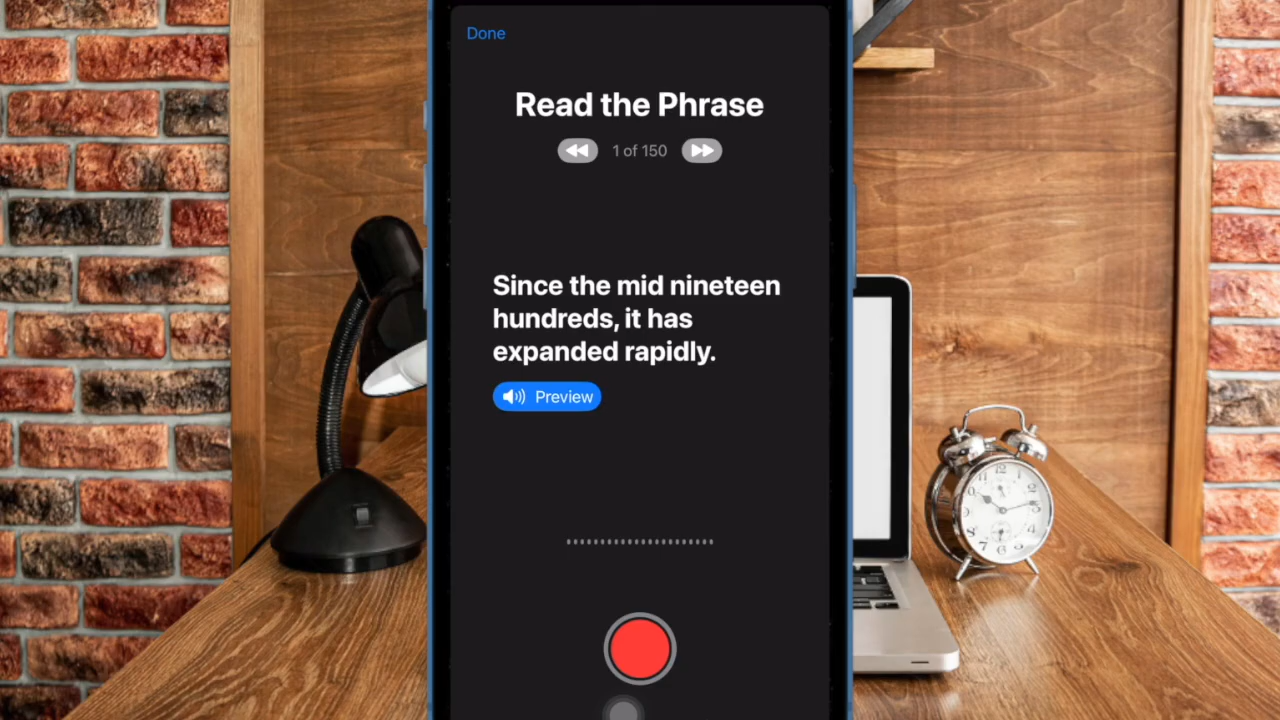 Done
Read the Phrase
1 of 150
Since the mid nineteen
hundreds, it has
expanded rapidly.
Preview